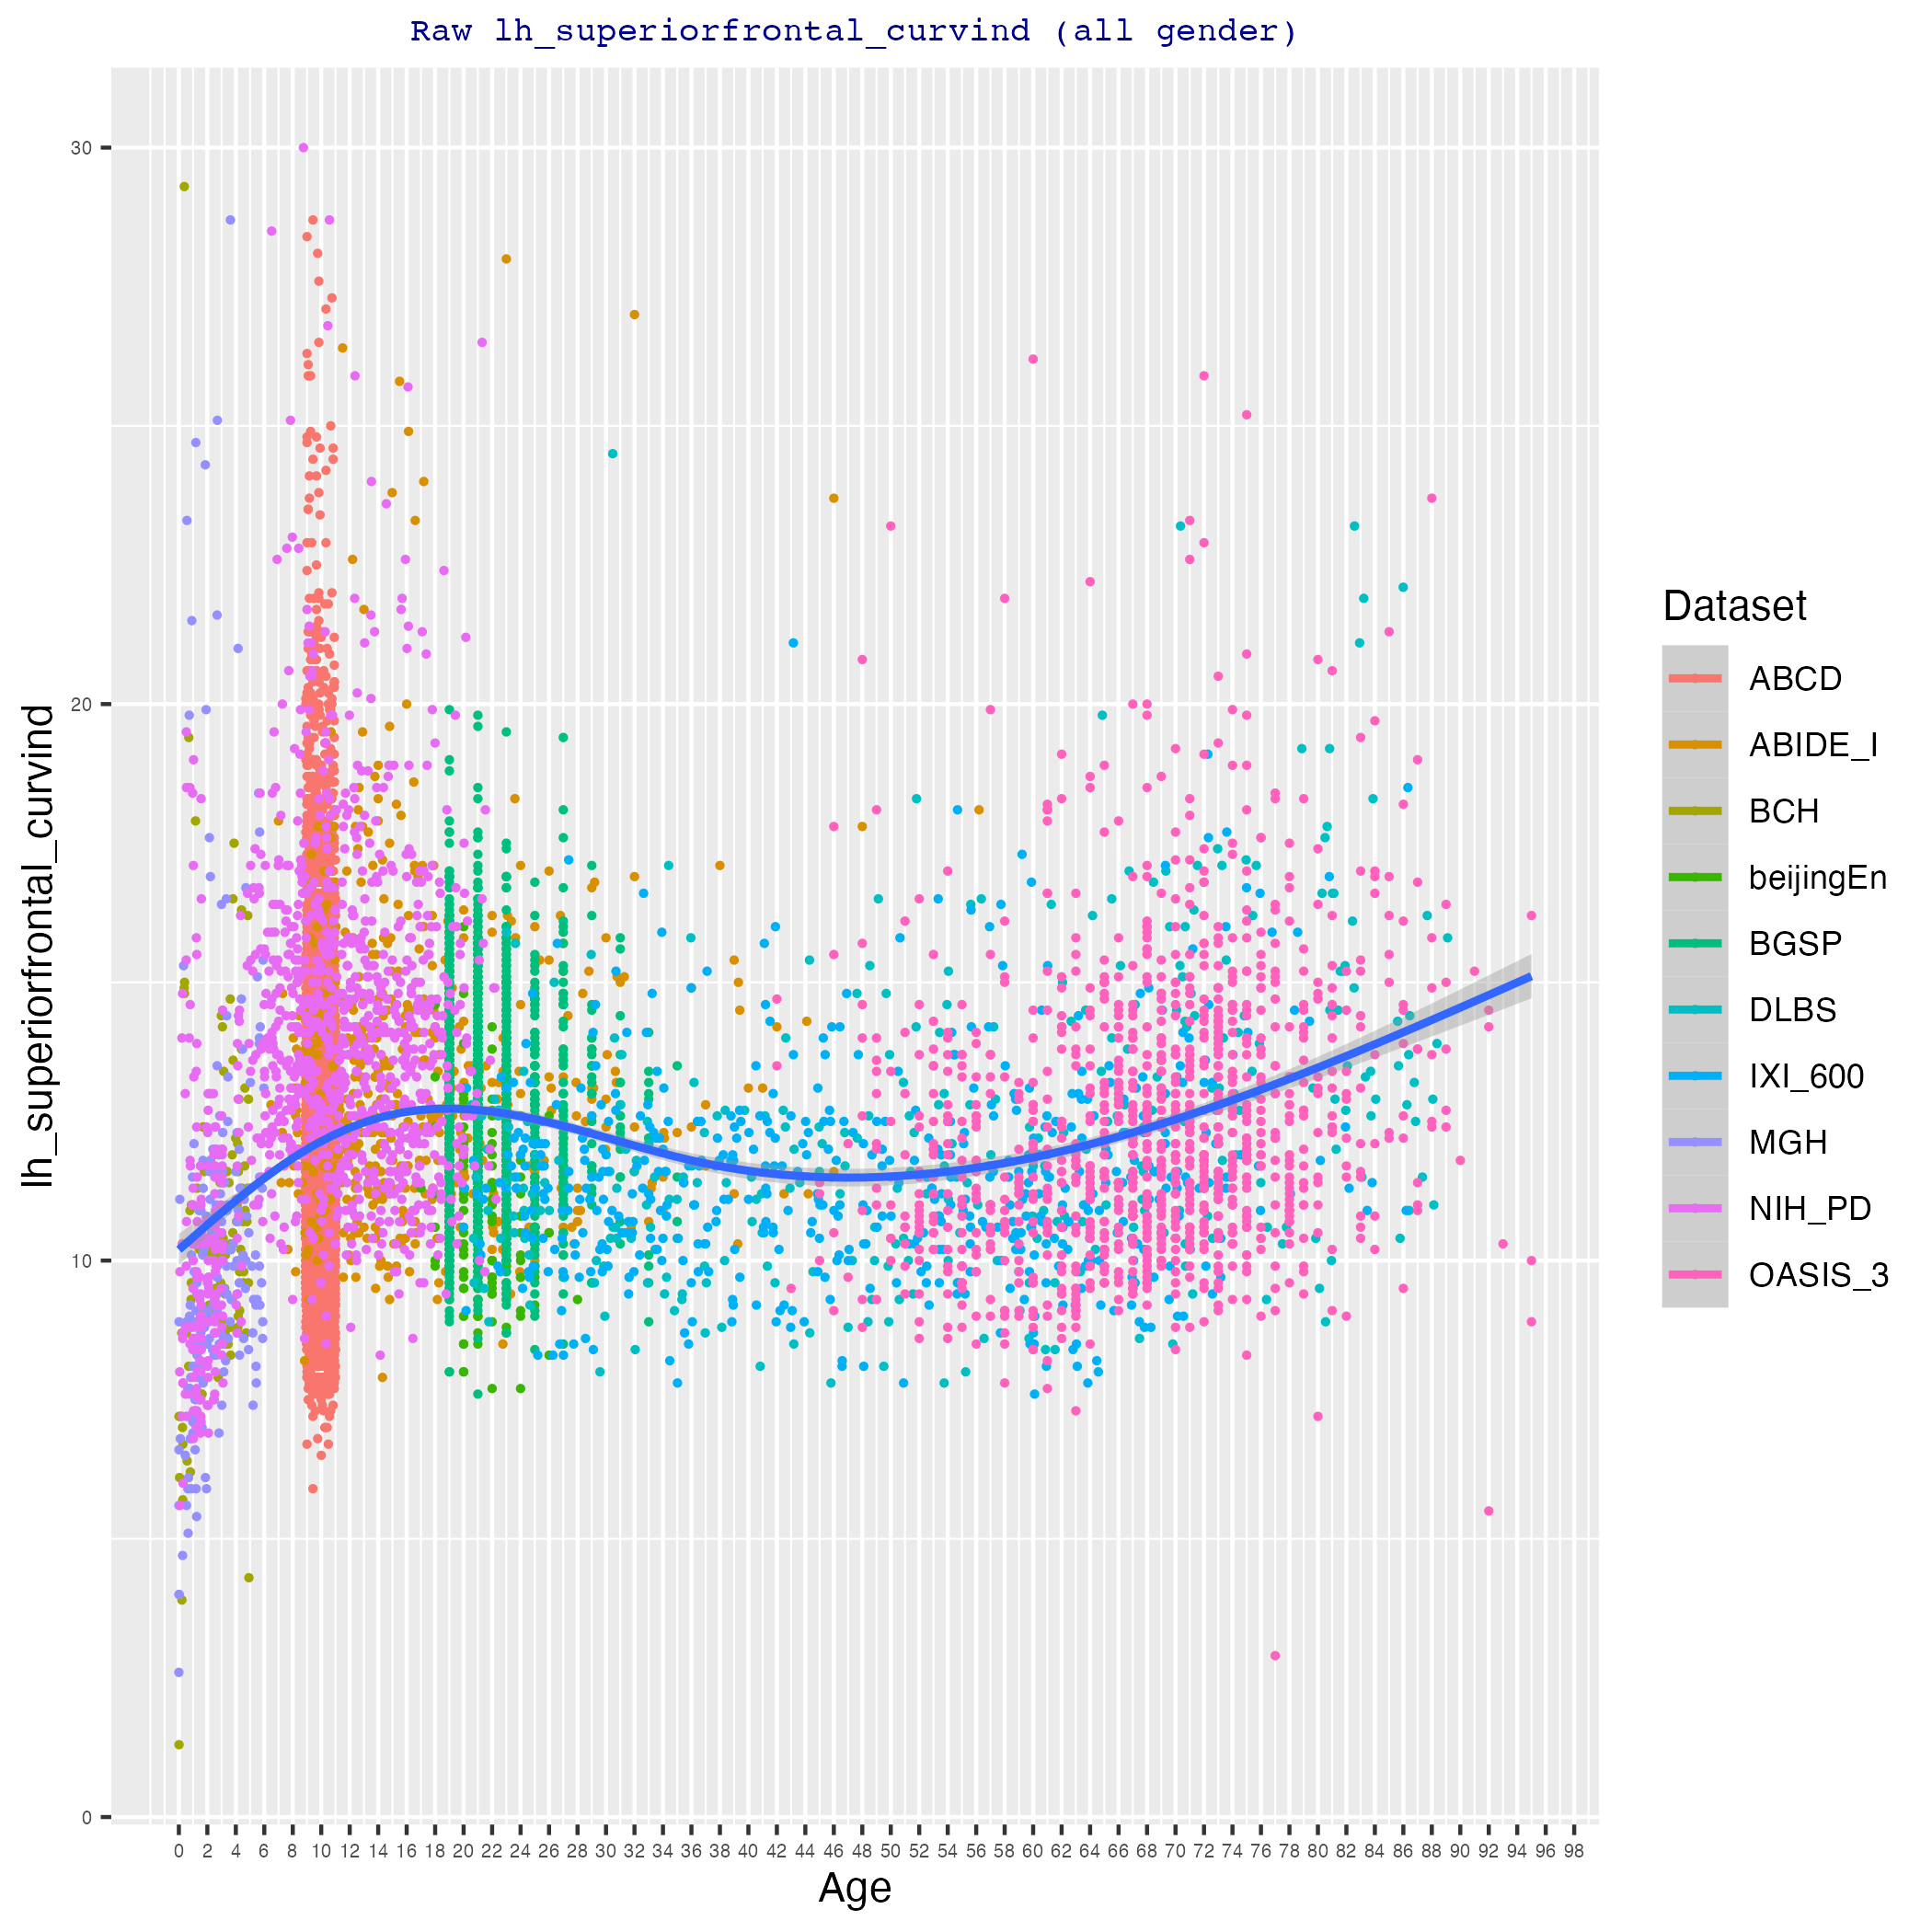 Raw lh_superiorfrontal_curvind (all gender)
lh_superiorfrontal_curvind
30
20
10
0
0 2 4 6 8 10 12 14 16 18 20 22 24 26 28 30 32 34 36 38 40 42 44 46 48 50 52 54 56 58 60 62 64 66 68 70 72 74 76 78 80 82 84 86 88 90 92 94 96 98
Age
Dataset
ABCD
ABIDE_I
BCH
beijingEn
BGSP
DLBS
IXI_600
MGH
NIH_PD
OASIS_3